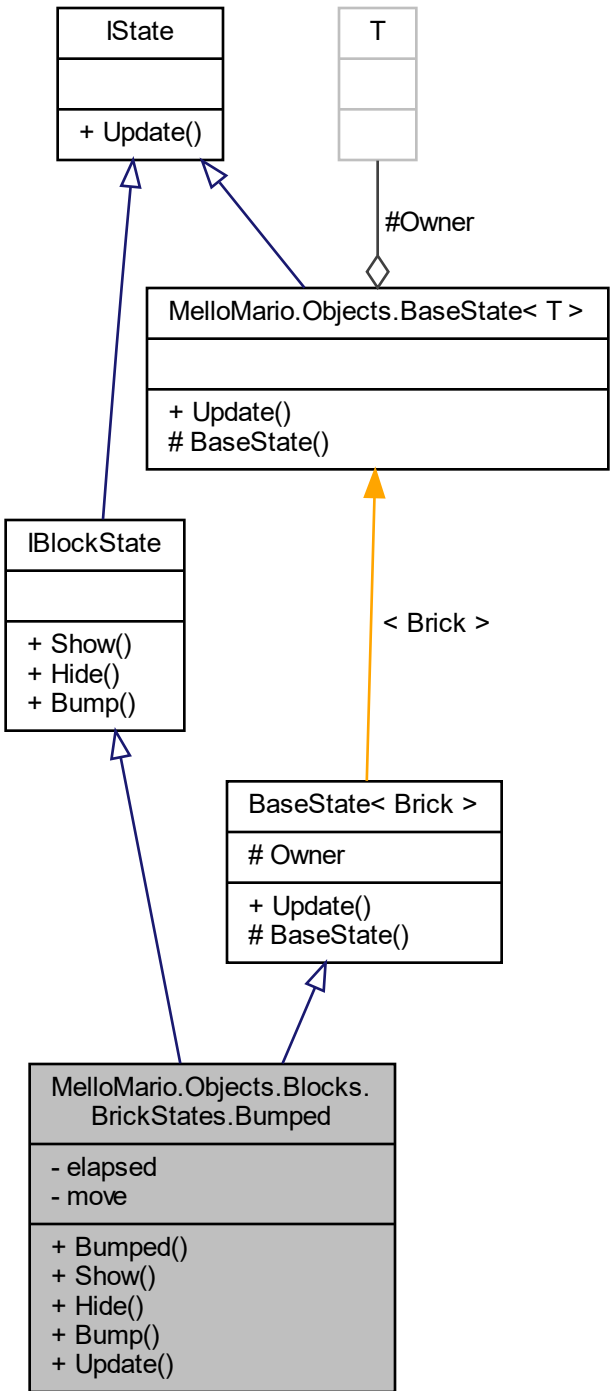 IState
+ Update()
T
#Owner
MelloMario.Objects.BaseState< T >
+ Update()
# BaseState()
IBlockState
+ Show()
+ Hide()
+ Bump()
< Brick >
BaseState< Brick >
# Owner
+ Update()
# BaseState()
MelloMario.Objects.Blocks.
BrickStates.Bumped
- elapsed
- move
+ Bumped()
+ Show()
+ Hide()
+ Bump()
+ Update()